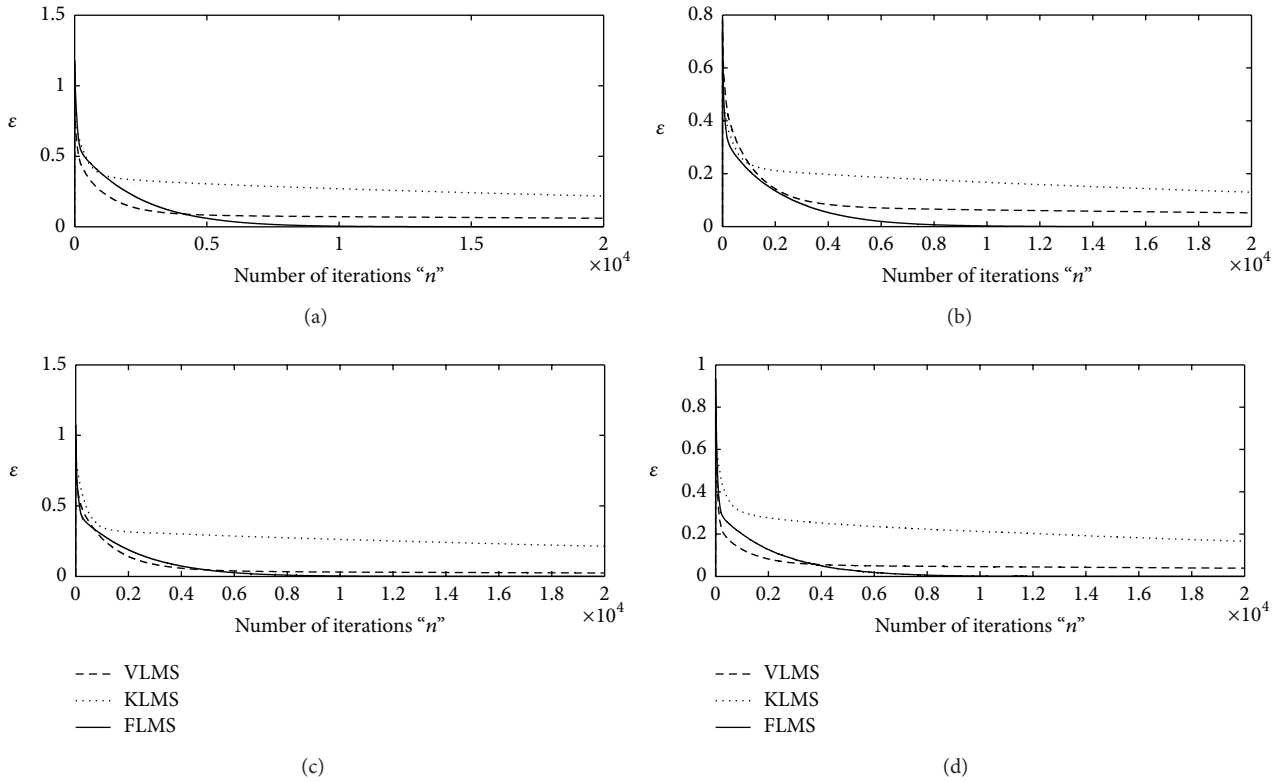 1.5
1
ε
0.5
0
0 0.5 1 1.5 2
×10⁴
Number of iterations “n”
(a)
0.8
0.6
0.4
ε
0.2
0
0 0.2 0.4 0.6 0.8 1 1.2 1.4 1.6 1.8 2
×10⁴
Number of iterations “n”
(b)
1.5
1
ε
0.5
0
0 0.2 0.4 0.6 0.8 1 1.2 1.4 1.6 1.8 2
×10⁴
Number of iterations “n”
VLMS
KLMS
FLMS
(c)
1
0.8
0.6
ε
0.4
0.2
0
0 0.2 0.4 0.6 0.8 1 1.2 1.4 1.6 1.8 2
×10⁴
Number of iterations “n”
VLMS
KLMS
FLMS
(d)